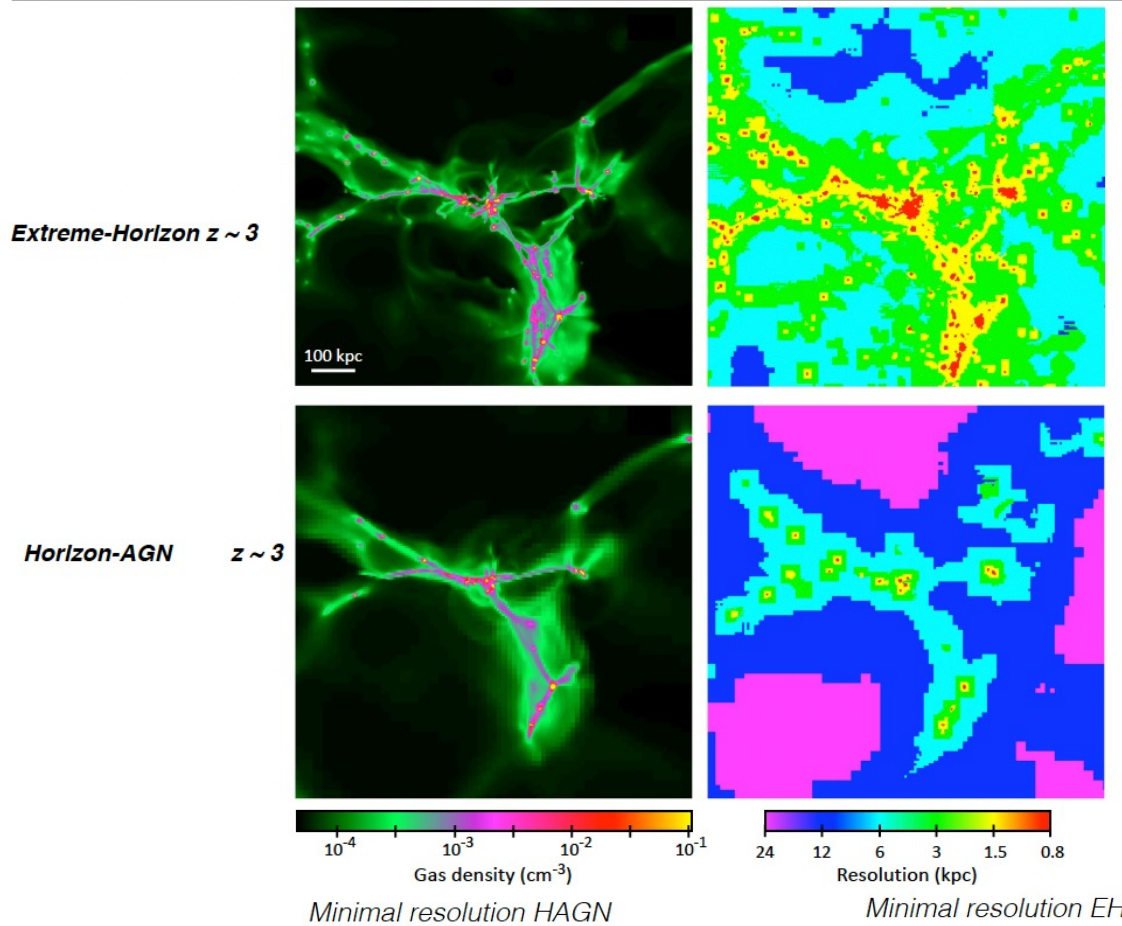 Extreme-Horizon z ~ 3
100 kpc
Horizon-AGN z ~ 3
10⁻⁴ 10⁻³ 10⁻² 10⁻¹
Gas density (cm⁻³)
24 12 6 3 1.5 0.8
Resolution (kpc)
Minimal resolution HAGN
Minimal resolution EH